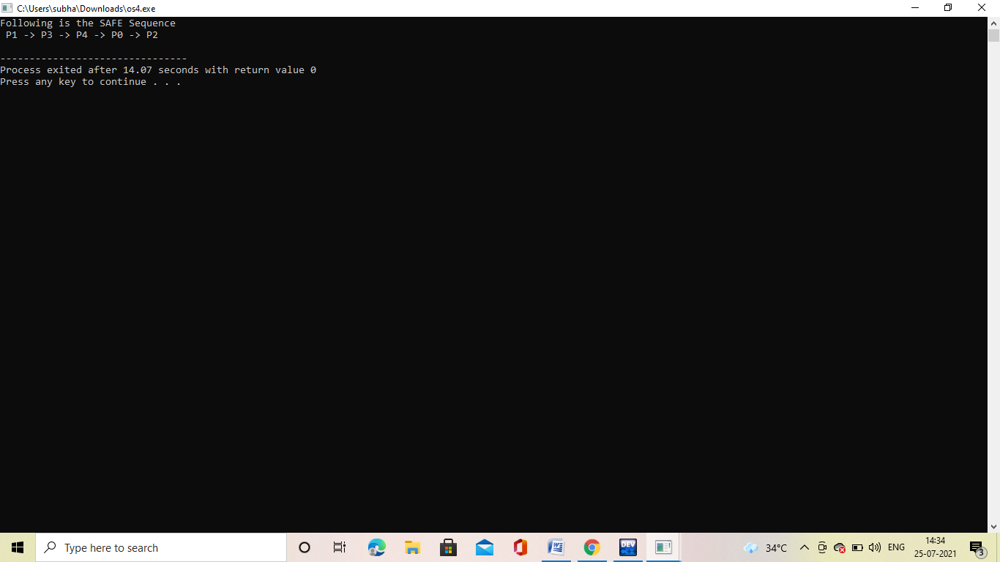 C:\Users\subha\Downloads\os4.exe
Following is the SAFE Sequence
 P1 -> P3 -> P4 -> P0 -> P2
--------------------------------
Process exited after 14.07 seconds with return value 0
Press any key to continue . . .
Type here to search
DEV
34°C
ENG
14:34
25-07-2021
3